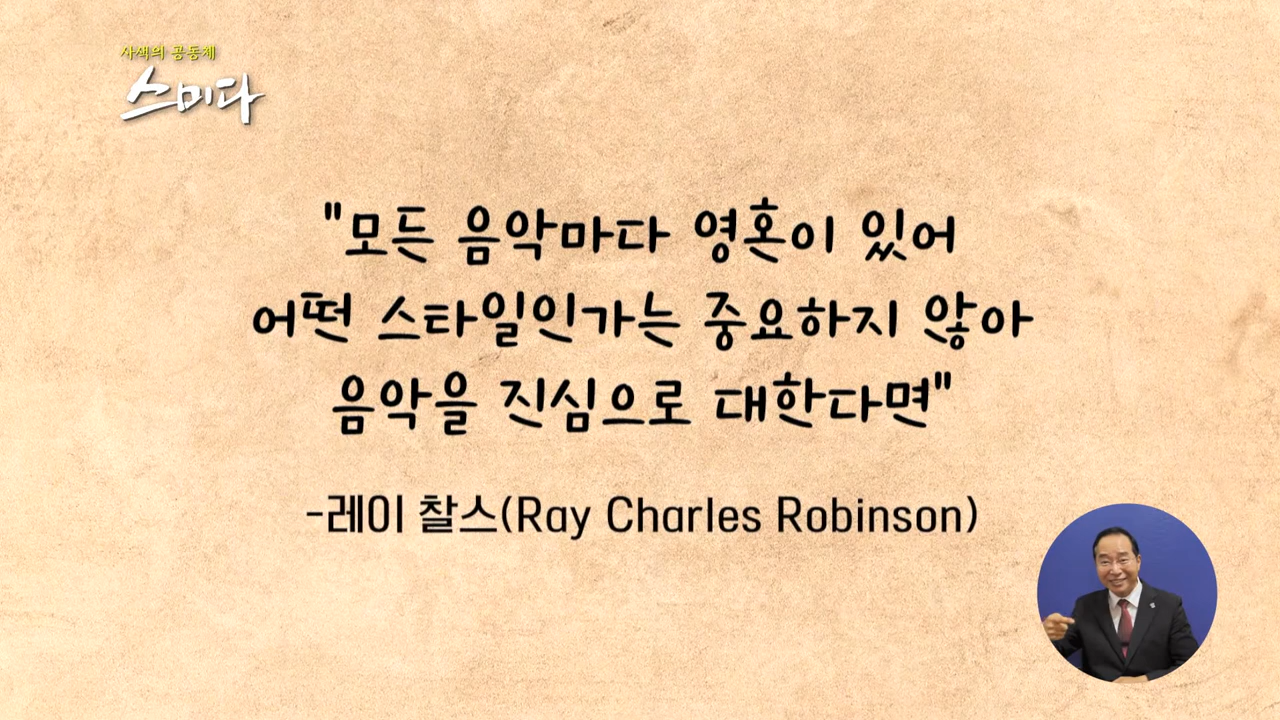 사색의 공동체
스미다
"모든 음악마다 영혼이 있어
어떤 스타일인가는 중요하지 않아
음악을 진심으로 대한다면"
-레이 찰스(Ray Charles Robinson)